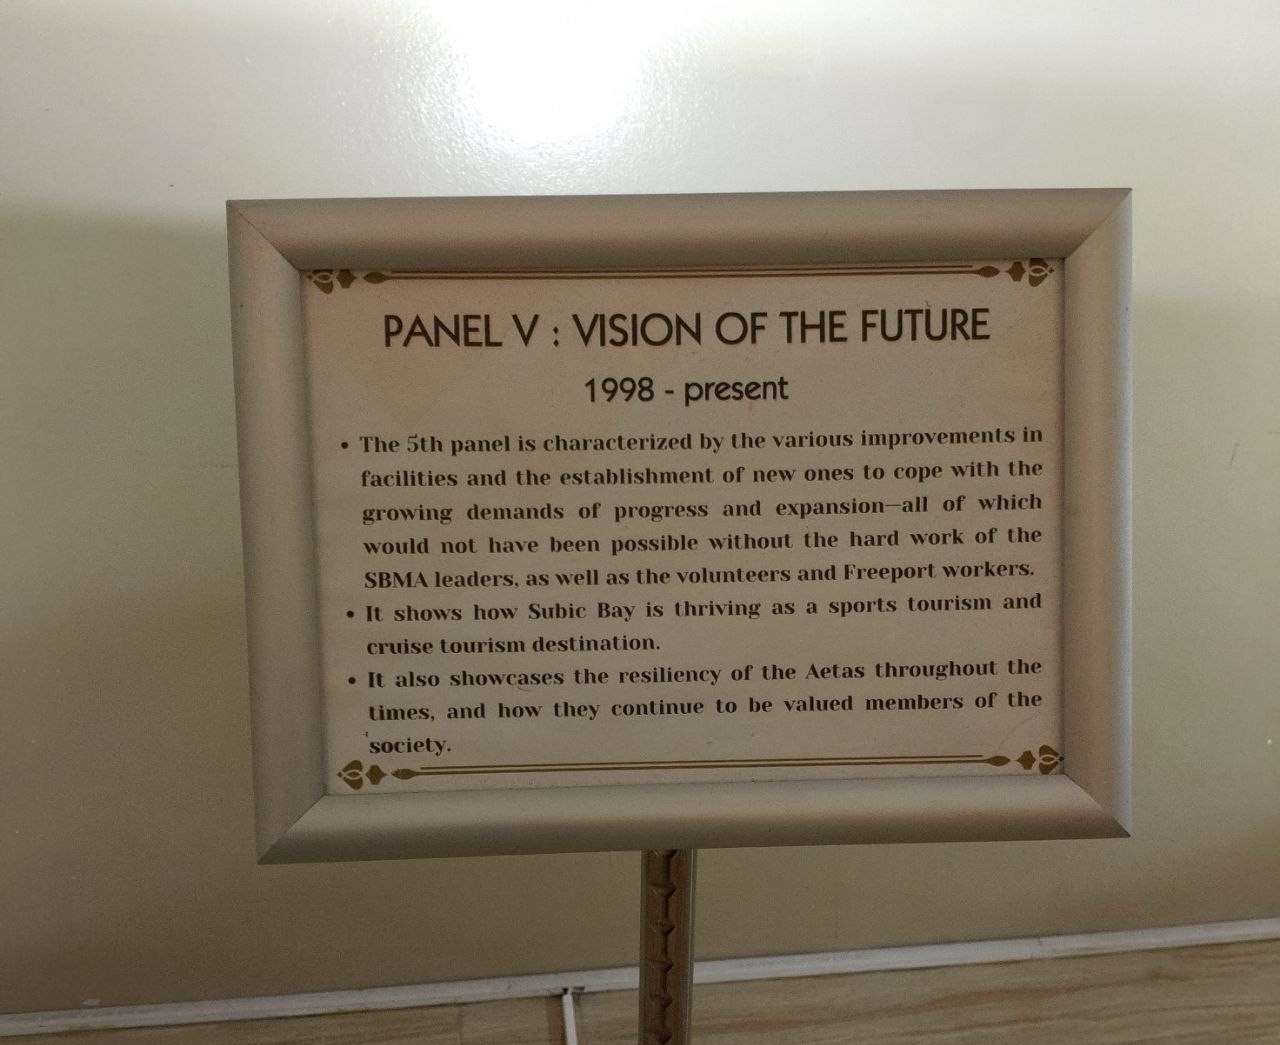 PANEL V : VISION OF THE FUTURE
1998 - present
• The 5th panel is characterized by the various improvements in
facilities and the establishment of new ones to cope with the
growing demands of progress and expansion—all of which
would not have been possible without the hard work of the
SBMA leaders, as well as the volunteers and Freeport workers.
• It shows how Subic Bay is thriving as a sports tourism and
cruise tourism destination.
• It also showcases the resiliency of the Aetas throughout the
times, and how they continue to be valued members of the
society.